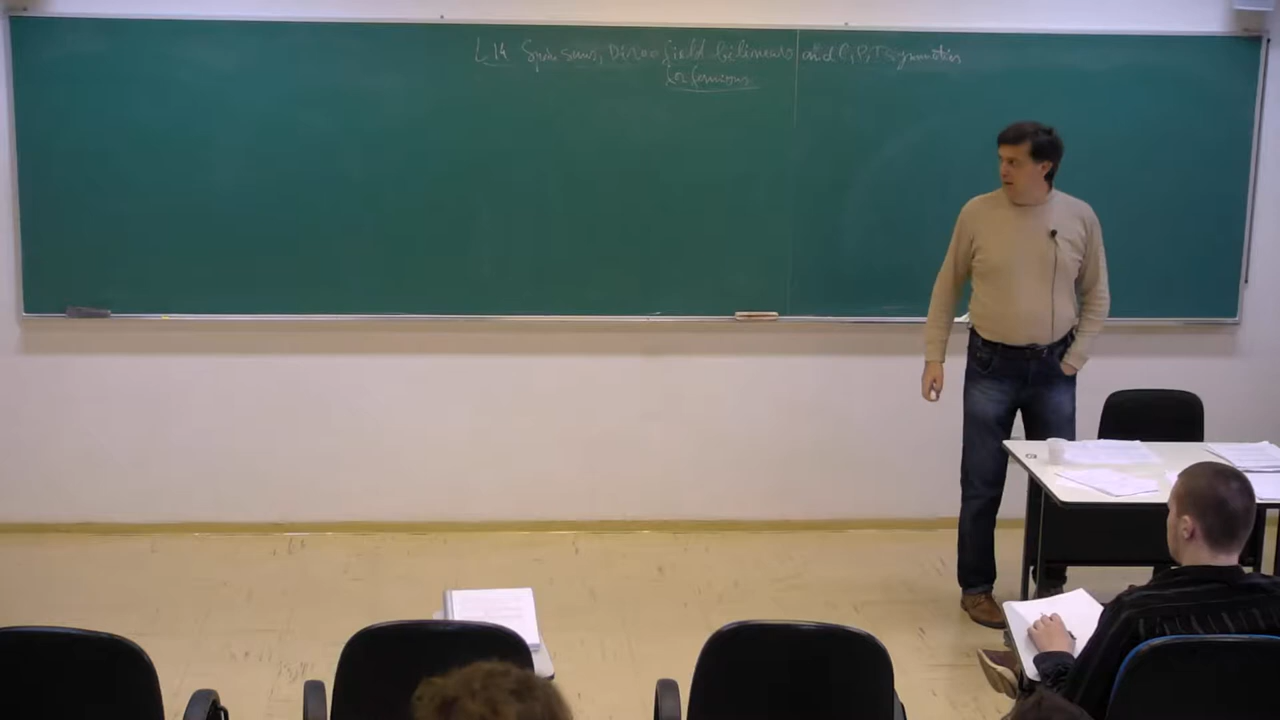 L14 Spin sums, Dirac field bilinears and C, P, T symmetries
for fermions